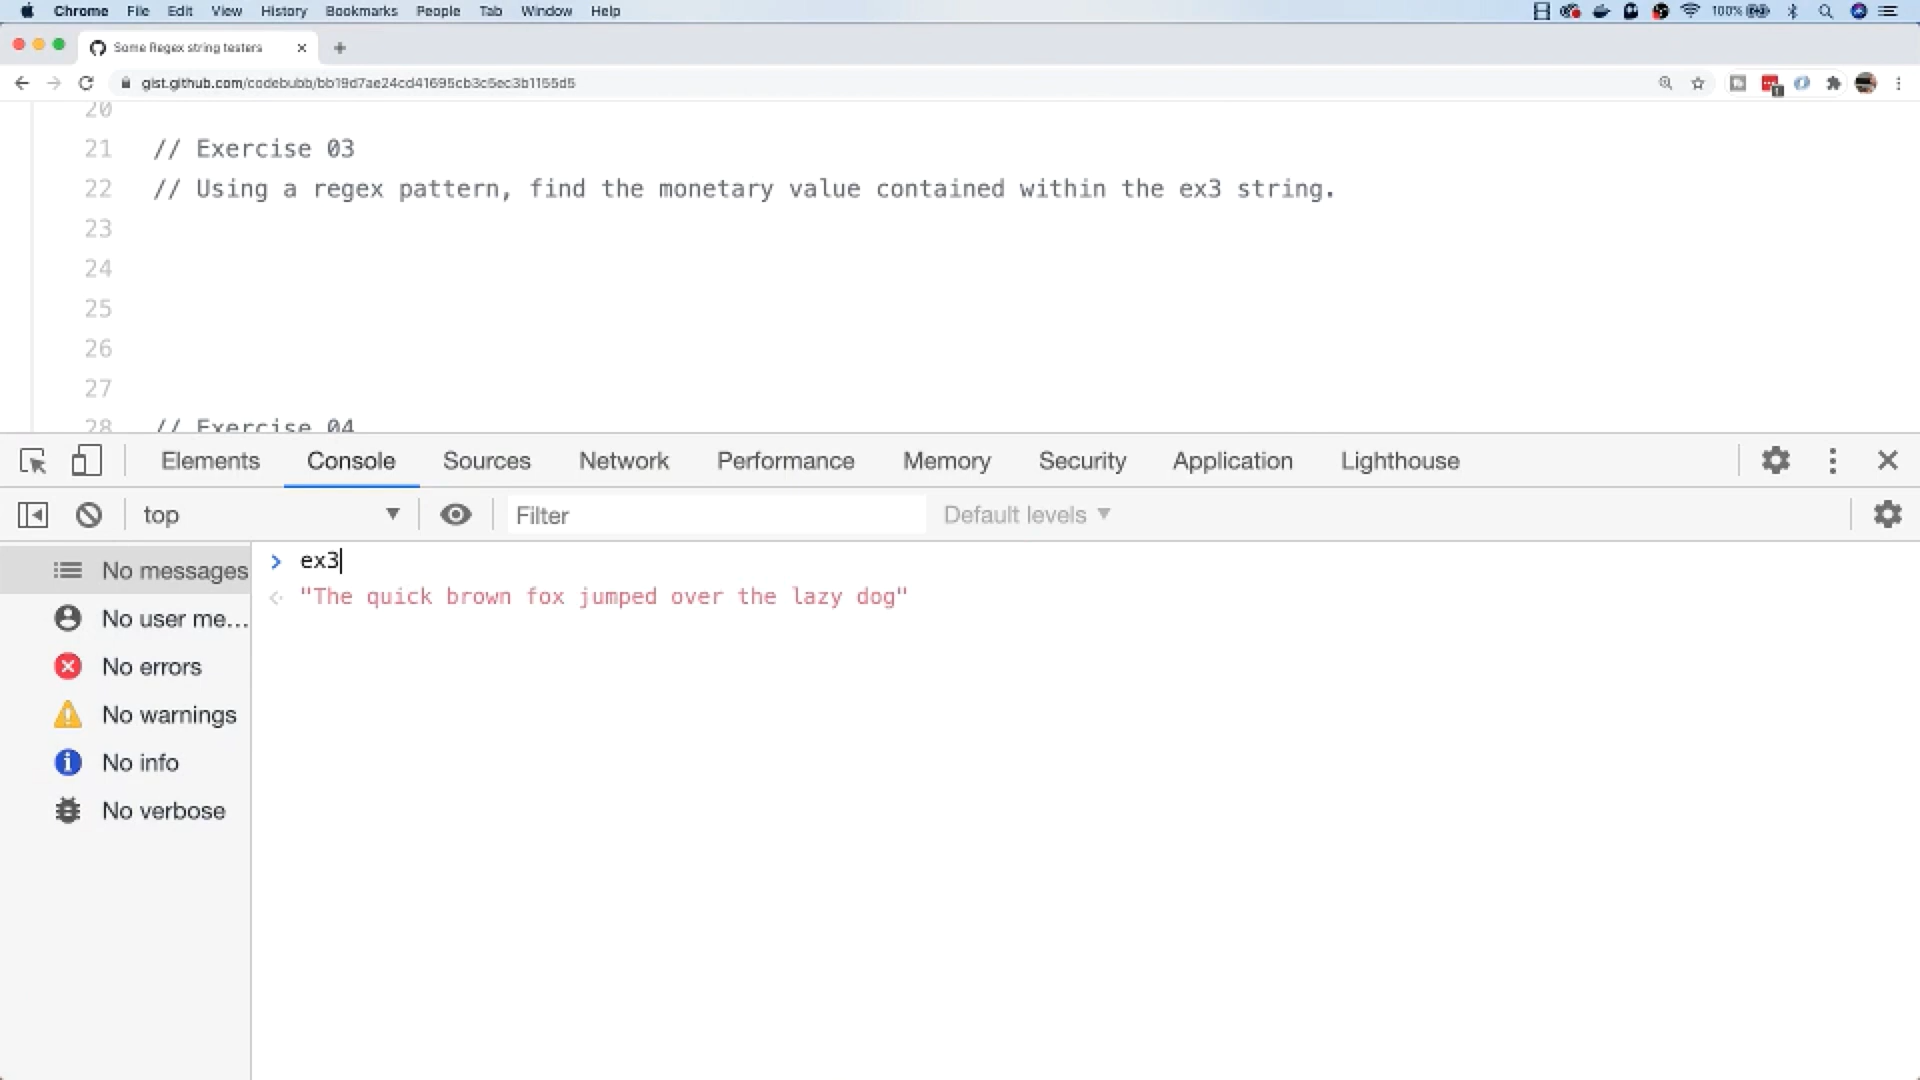 Chrome File Edit View History Bookmarks People Tab Window Help 100%
Some Regex string testers
gist.github.com/codebubb/bb19d7ae24cd41695cb3c5ec3b1155d5
20
21 // Exercise 03
22 // Using a regex pattern, find the monetary value contained within the ex3 string.
23
24
25
26
27
28 // Exercise 04
Elements Console Sources Network Performance Memory Security Application Lighthouse
top Filter Default levels
No messages
No user me...
No errors
No warnings
No info
No verbose
> ex3
"The quick brown fox jumped over the lazy dog"